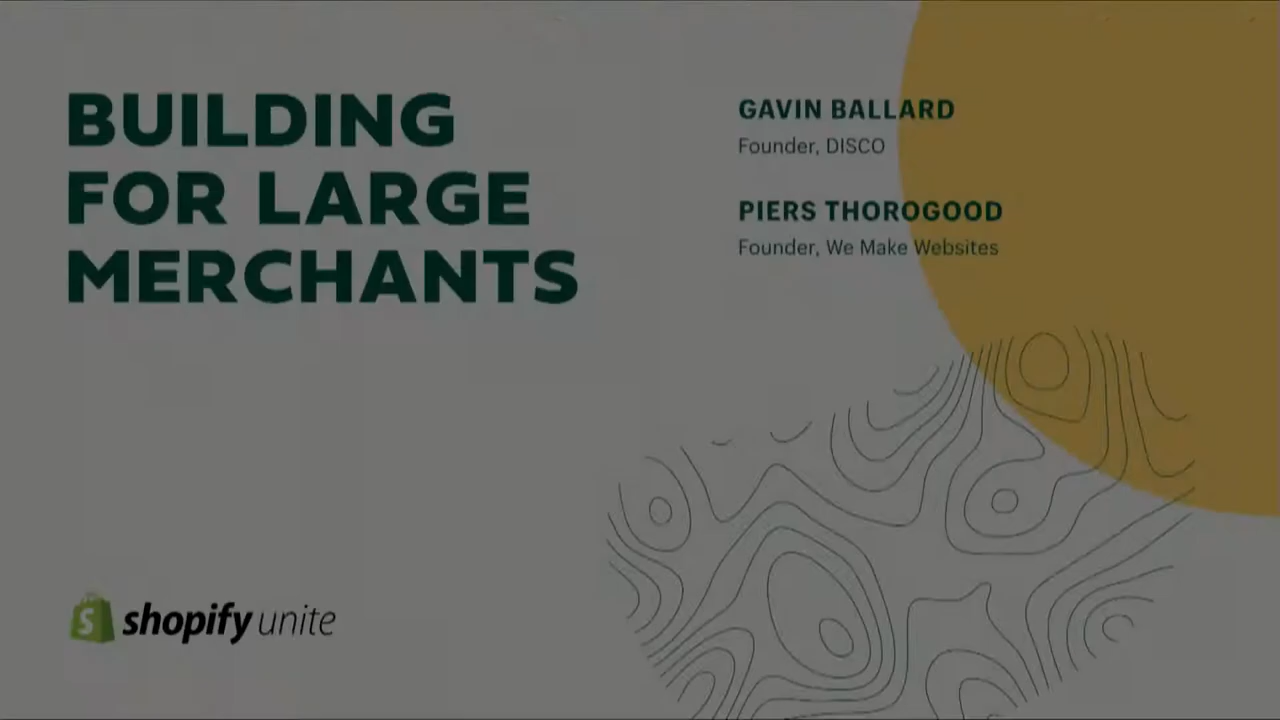 BUILDING
FOR LARGE
MERCHANTS
GAVIN BALLARD
Founder, DISCO
PIERS THOROGOOD
Founder, We Make Websites
S shopify unite